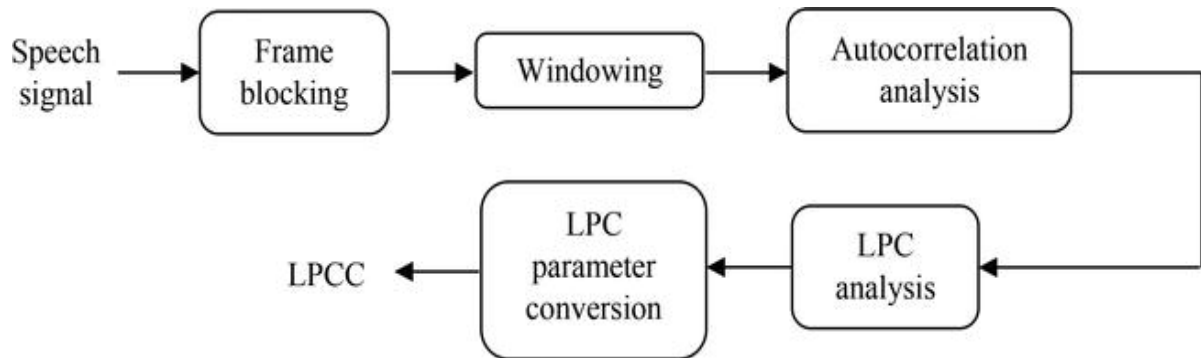 Speech
signal
Frame
blocking
Windowing
Autocorrelation
analysis
LPC
analysis
LPC
parameter
conversion
LPCC